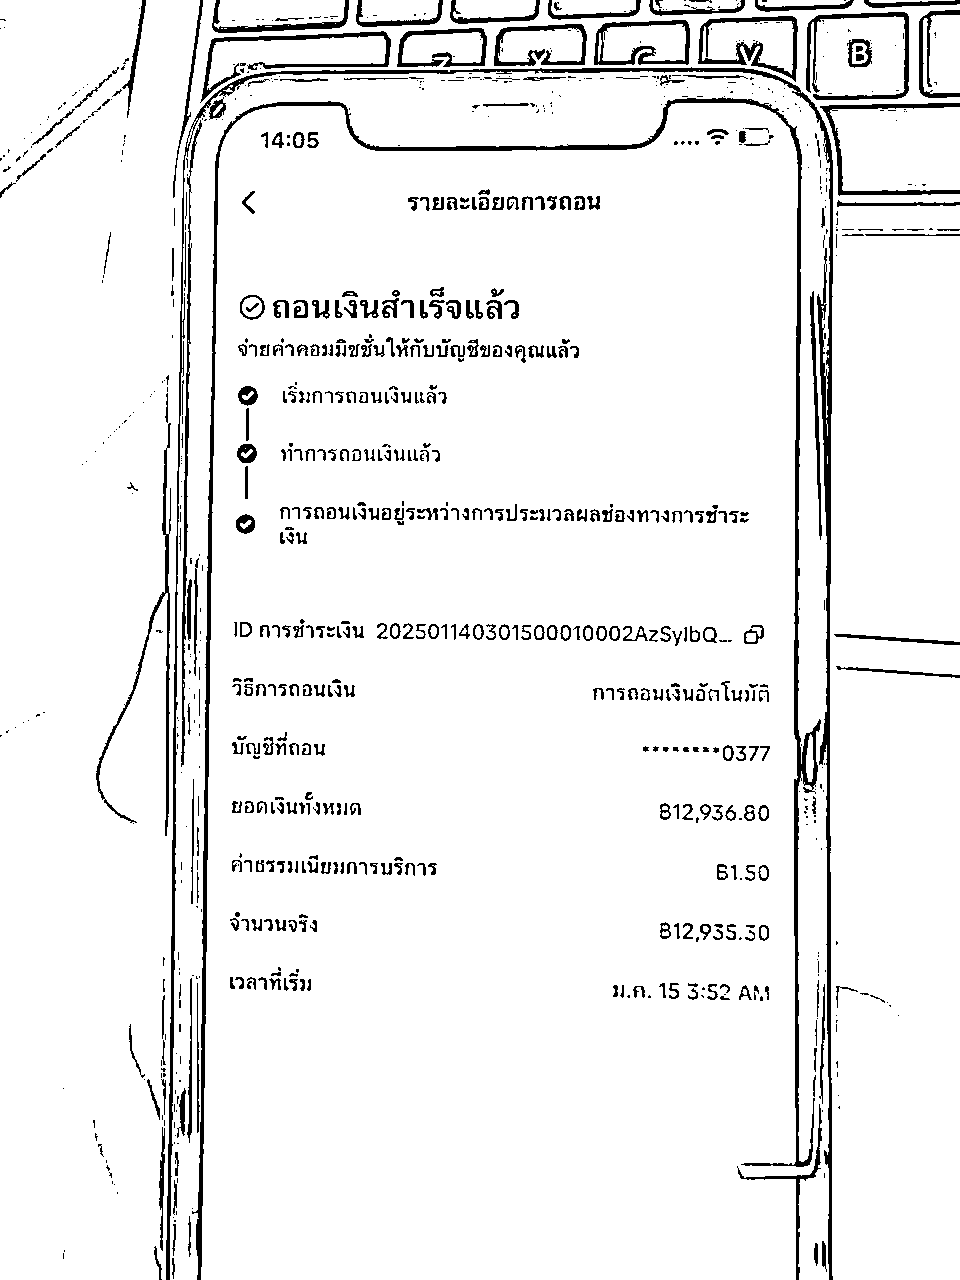 Z X C V B
14:05
รายละเอียดการถอน
ถอนเงินสำเร็จแล้ว
จ่ายค่าคอมมิชชั่นให้กับบัญชีของคุณแล้ว
เริ่มการถอนเงินแล้ว
ทำการถอนเงินแล้ว
การถอนเงินอยู่ระหว่างการประมวลผลช่องทางการชำระ
เงิน
ID การชำระเงิน 202501140301500010002AzSyIbQ...
วิธีการถอนเงิน การถอนเงินอัตโนมัติ
บัญชีที่ถอน ********0377
ยอดเงินทั้งหมด ฿12,936.80
ค่าธรรมเนียมการบริการ ฿1.50
จำนวนจริง ฿12,935.30
เวลาที่เริ่ม ม.ค. 15 3:52 AM